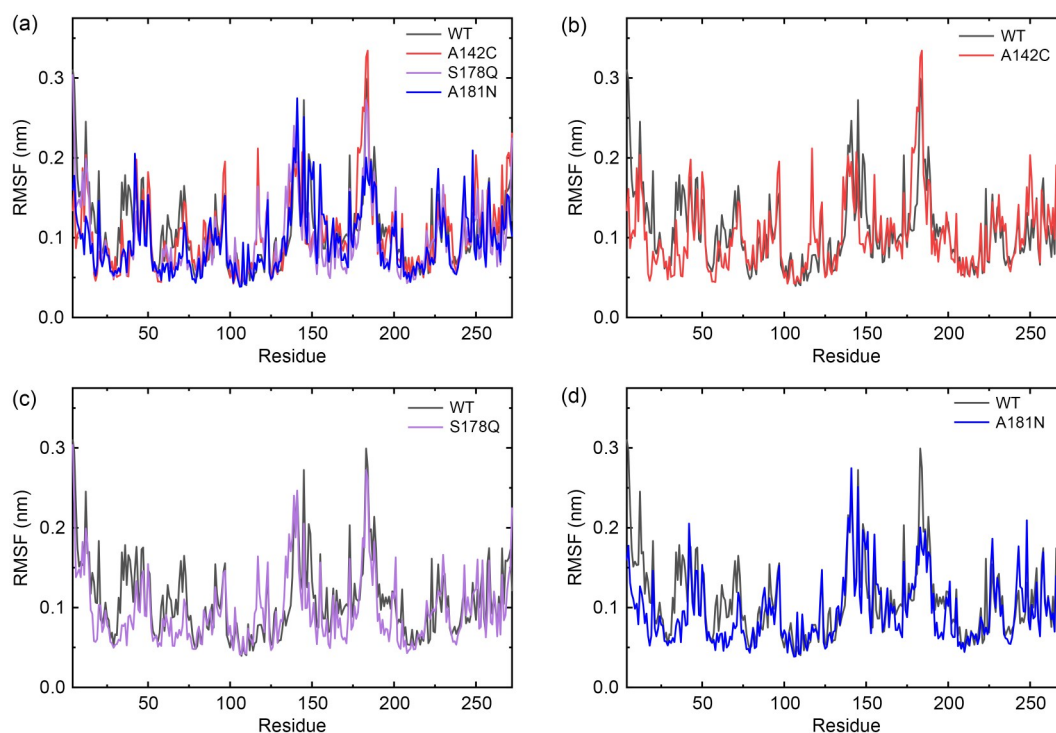 (a)
WT
A142C
S178Q
A181N
0.3
0.2
0.1
0.0
RMSF (nm)
50
100
150
200
250
Residue
(b)
WT
A142C
0.3
0.2
0.1
0.0
RMSF (nm)
50
100
150
200
250
Residue
(c)
WT
S178Q
0.3
0.2
0.1
0.0
RMSF (nm)
50
100
150
200
250
Residue
(d)
WT
A181N
0.3
0.2
0.1
0.0
RMSF (nm)
50
100
150
200
250
Residue